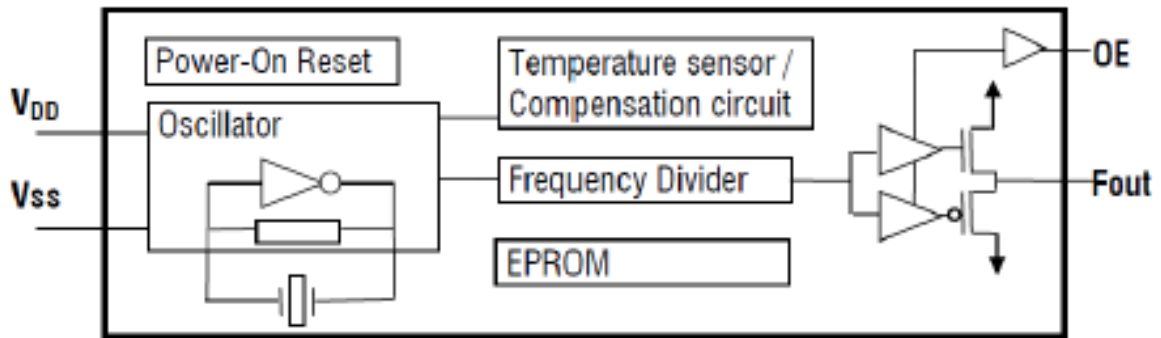 Power-On Reset
Temperature sensor /
Compensation circuit
OE
VDD
Oscillator
Frequency Divider
Fout
Vss
EPROM